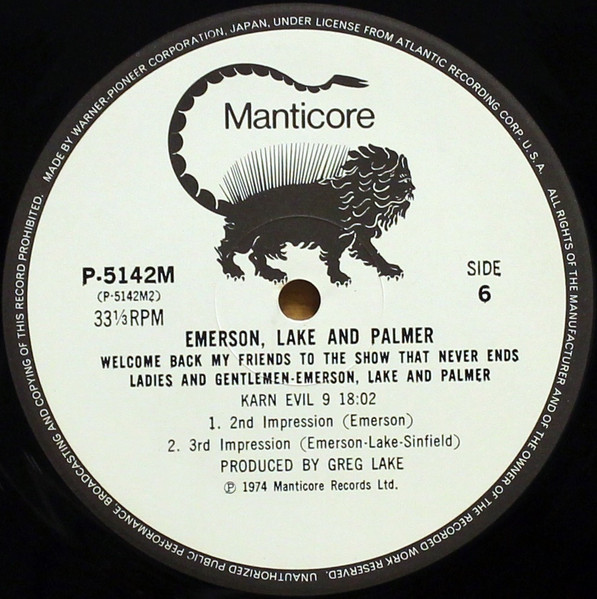 MADE BY WARNER-PIONEER CORPORATION, JAPAN, UNDER LICENSE FROM ATLANTIC RECORDING CORP. U.S.A. ALL RIGHTS OF THE MANUFACTURER AND OF THE OWNER OF THE RECORDED WORK RESERVED. UNAUTHORIZED PUBLIC PERFORMANCE, BROADCASTING AND COPYING OF THIS RECORD PROHIBITED.
Manticore
P-5142M
(P-5142M2)
33⅓RPM
SIDE
6
EMERSON, LAKE AND PALMER
WELCOME BACK MY FRIENDS TO THE SHOW THAT NEVER ENDS
LADIES AND GENTLEMEN-EMERSON, LAKE AND PALMER
KARN EVIL 9 18:02
1. 2nd Impression (Emerson)
2. 3rd Impression (Emerson-Lake-Sinfield)
PRODUCED BY GREG LAKE
℗ 1974 Manticore Records Ltd.